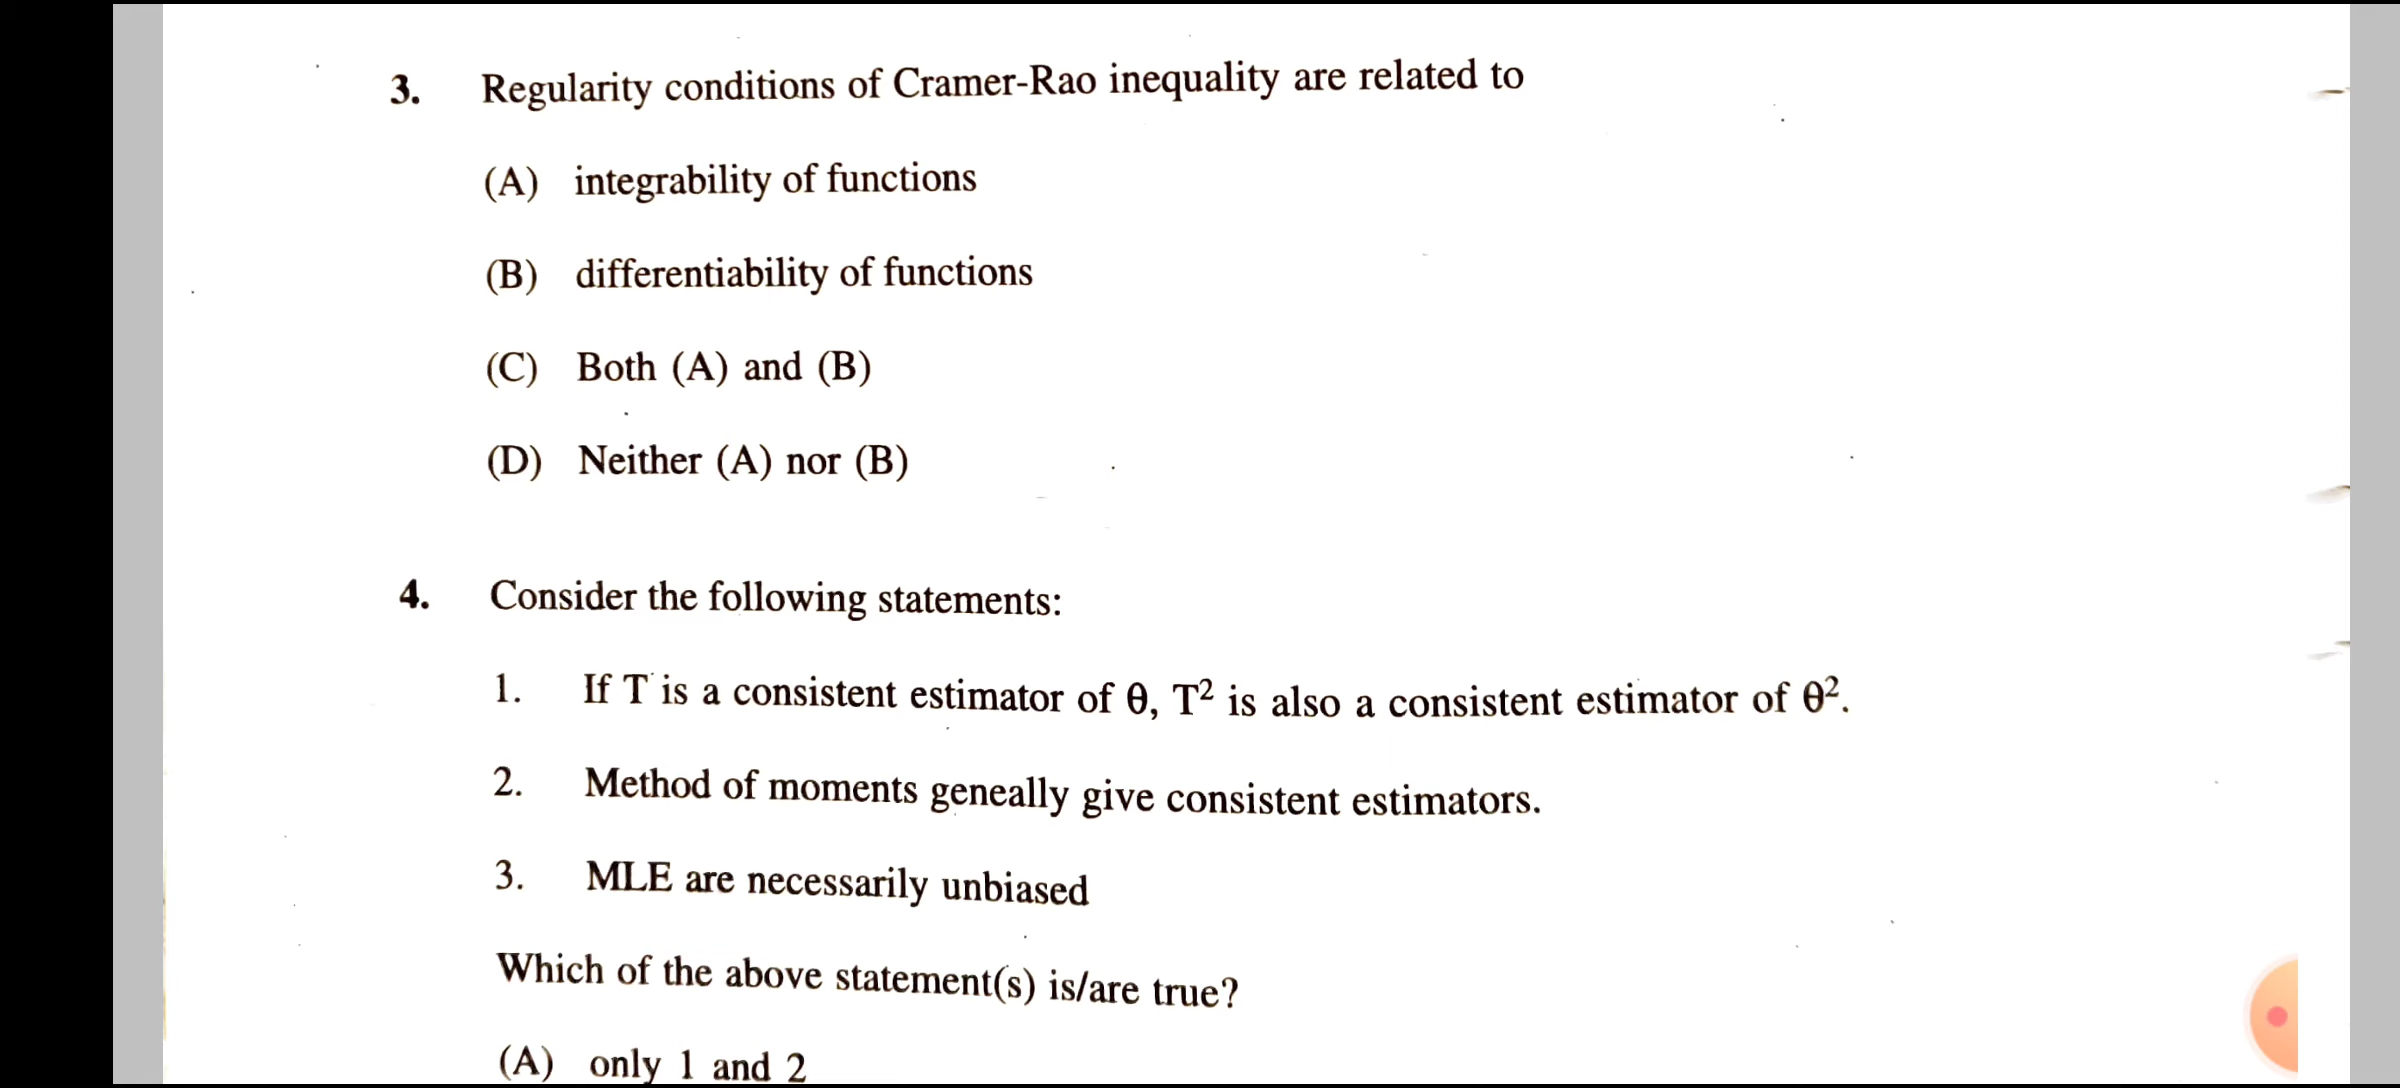 3. Regularity conditions of Cramer-Rao inequality are related to
(A) integrability of functions
(B) differentiability of functions
(C) Both (A) and (B)
(D) Neither (A) nor (B)
4. Consider the following statements:
1. If T is a consistent estimator of θ, T² is also a consistent estimator of θ².
2. Method of moments geneally give consistent estimators.
3. MLE are necessarily unbiased
Which of the above statement(s) is/are true?
(A) only 1 and 2